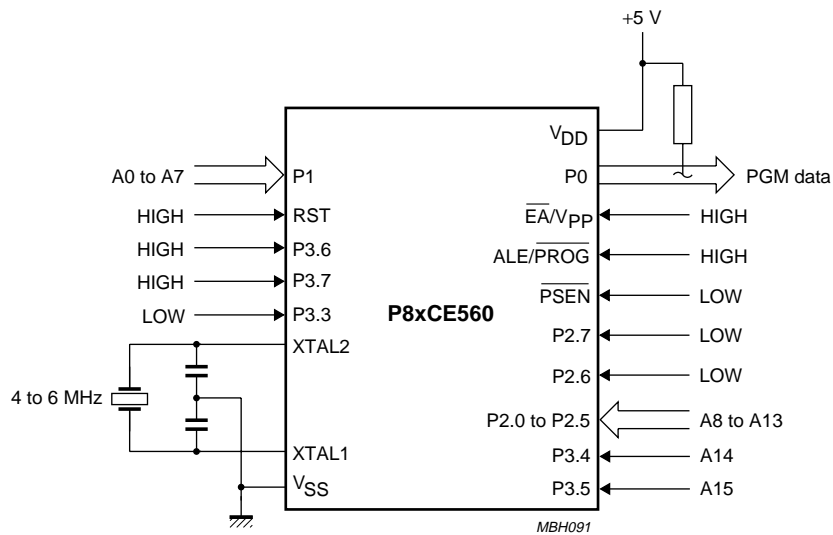 +5 V
VDD
A0 to A7
P1
P0
PGM data
HIGH
RST
EA/VPP
HIGH
HIGH
P3.6
ALE/PROG
HIGH
HIGH
P3.7
PSEN
LOW
LOW
P3.3
P8xCE560
P2.7
LOW
XTAL2
P2.6
LOW
4 to 6 MHz
P2.0 to P2.5
A8 to A13
XTAL1
P3.4
A14
VSS
P3.5
A15
MBH091